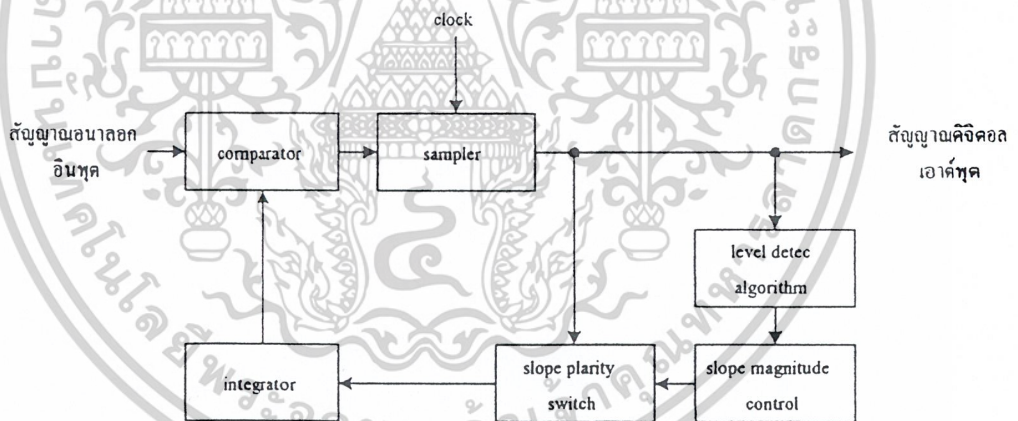 clock
สัญญาณอนาลอก
อินพุต
comparator
sampler
สัญญาณดิจิตอล
เอาต์พุต
level detec
algorithm
integrator
slope plarity
switch
slope magnitude
control